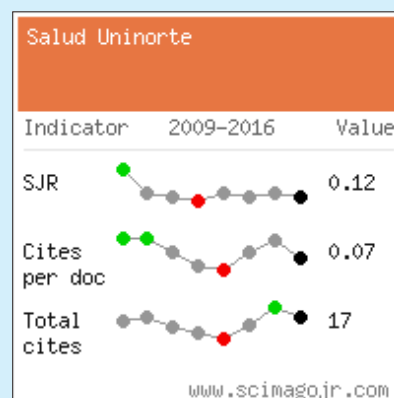 Salud Uninorte
Indicator 2009-2016 Value
SJR 0.12
Cites per doc 0.07
Total cites 17
www.scimagojr.com